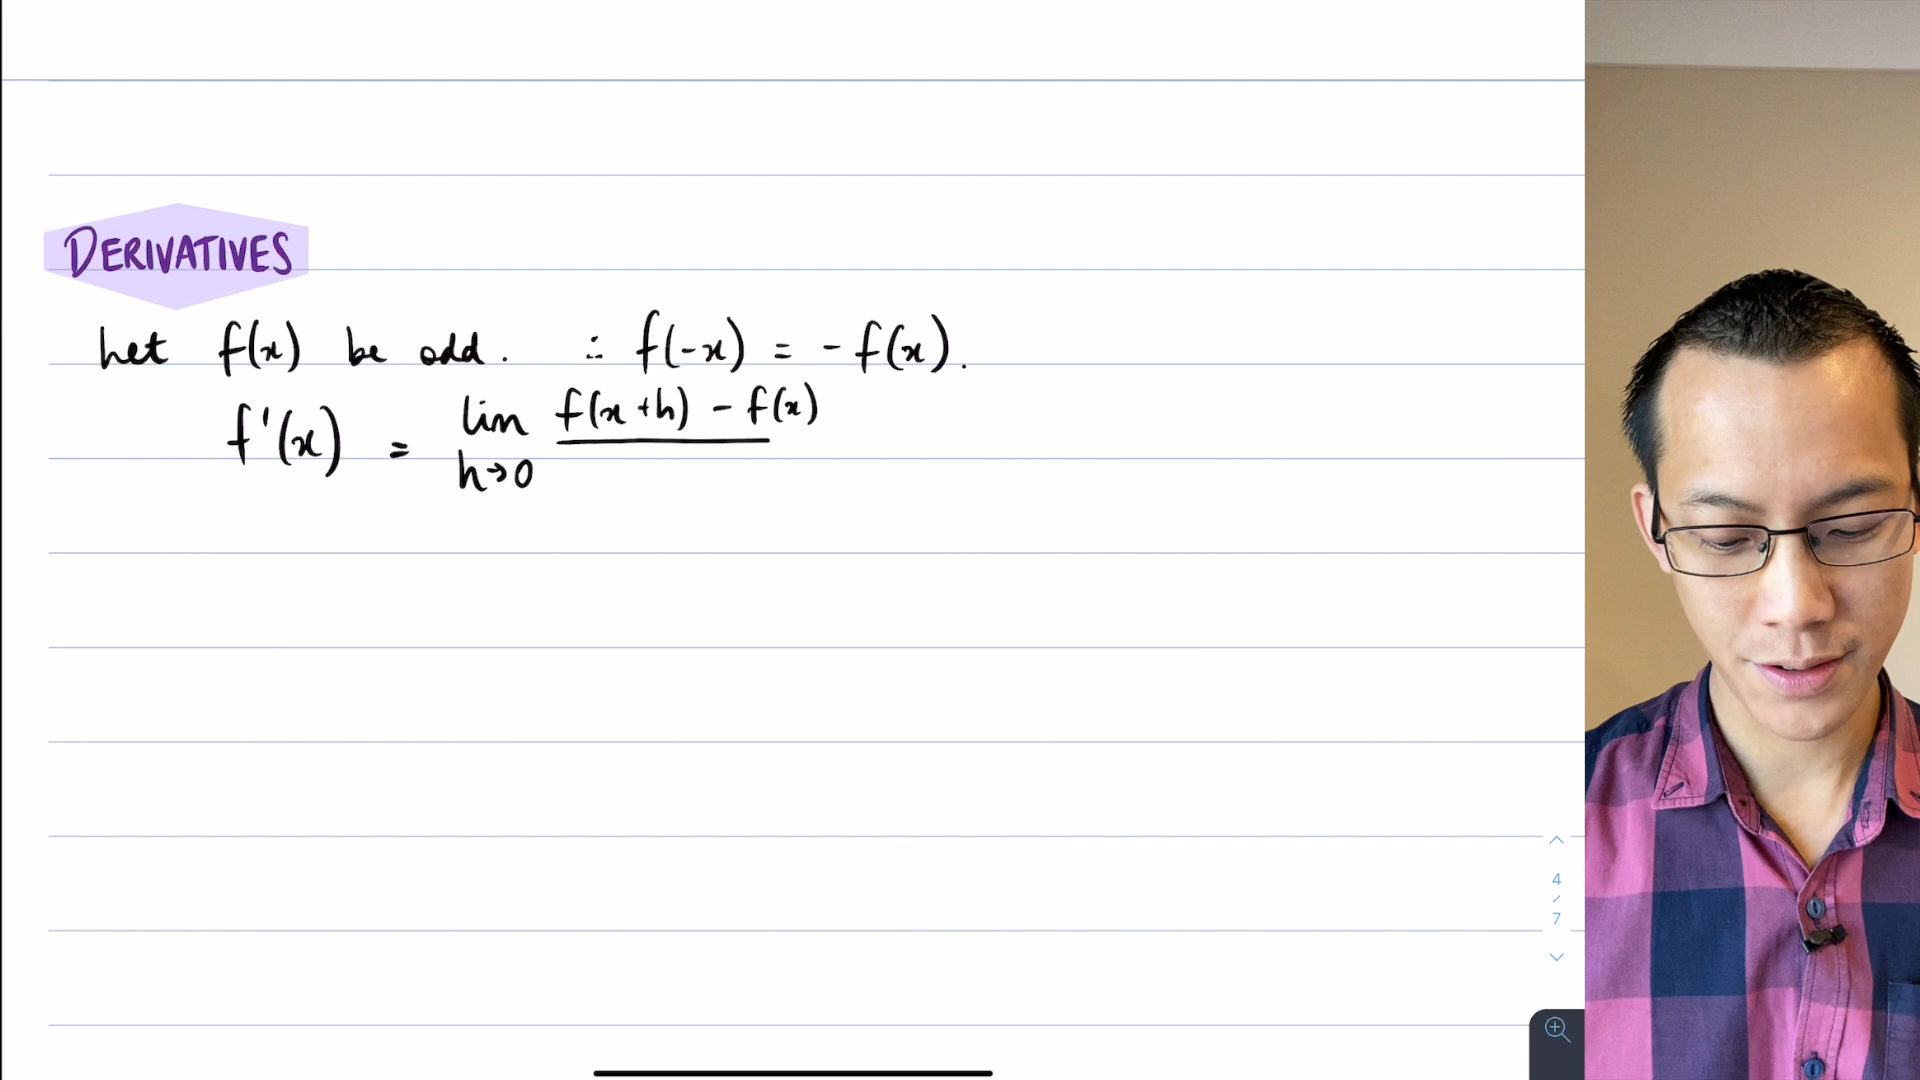 DERIVATIVES
Let f(x) be odd. ∴ f(-x) = - f(x).
f'(x) = lim f(x+h) - f(x)
h→0
4
/
7